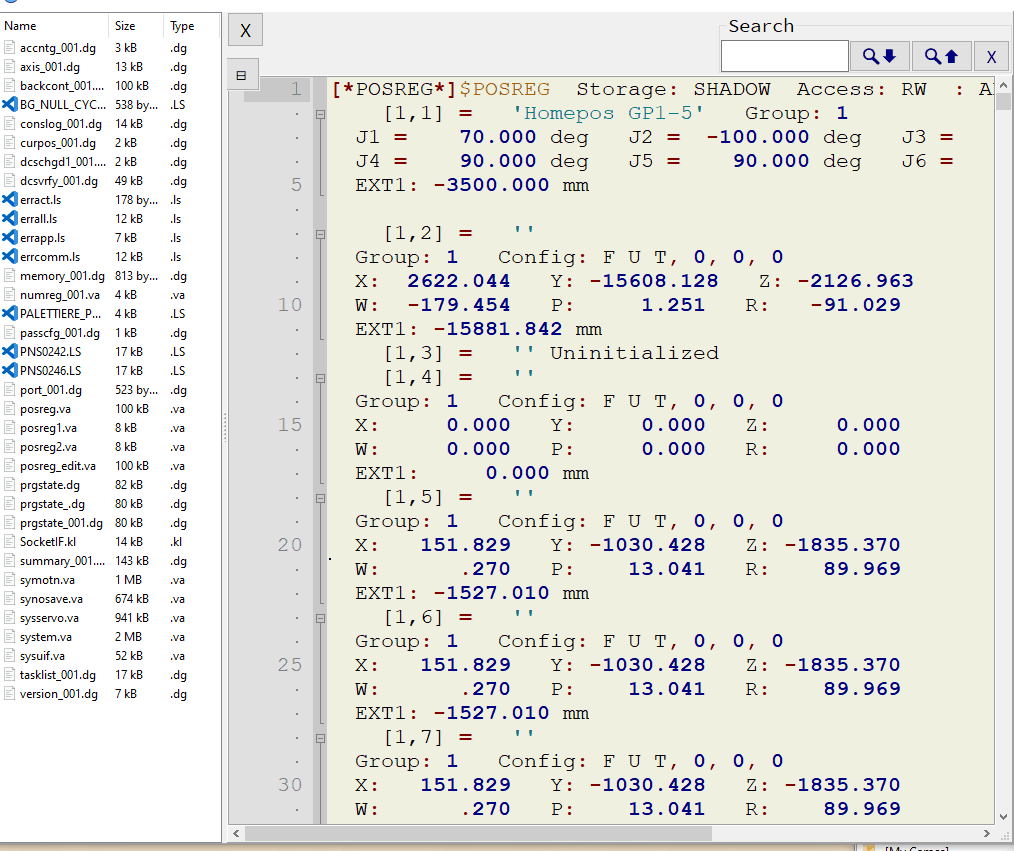 Name Size Type
accntg_001.dg 3 kB .dg
axis_001.dg 13 kB .dg
backcont_001.... 100 kB .dg
BG_NULL_CYC... 538 by... .LS
conslog_001.dg 14 kB .dg
curpos_001.dg 2 kB .dg
dcschgd1_001.... 2 kB .dg
dcsvrfy_001.dg 49 kB .dg
erract.ls 178 by... .ls
errall.ls 12 kB .ls
errapp.ls 7 kB .ls
errcomm.ls 12 kB .ls
memory_001.dg 813 by... .dg
numreg_001.va 4 kB .va
PALETTIERE_P... 4 kB .LS
passcfg_001.dg 1 kB .dg
PNS0242.LS 17 kB .LS
PNS0246.LS 17 kB .LS
port_001.dg 523 by... .dg
posreg.va 100 kB .va
posreg1.va 8 kB .va
posreg2.va 8 kB .va
posreg_edit.va 100 kB .va
prgstate.dg 82 kB .dg
prgstate_.dg 80 kB .dg
prgstate_001.dg 80 kB .dg
SocketIF.kl 14 kB .kl
summary_001.... 143 kB .dg
symotn.va 1 MB .va
synosave.va 674 kB .va
sysservo.va 941 kB .va
system.va 2 MB .va
sysuif.va 52 kB .va
tasklist_001.dg 17 kB .dg
version_001.dg 7 kB .dg
X
Search
X
1 [*POSREG*]$POSREG Storage: SHADOW Access: RW : A
[1,1] = 'Homepos GP1-5' Group: 1
J1 = 70.000 deg J2 = -100.000 deg J3 =
J4 = 90.000 deg J5 = 90.000 deg J6 =
5 EXT1: -3500.000 mm
[1,2] = ''
Group: 1 Config: F U T, 0, 0, 0
X: 2622.044 Y: -15608.128 Z: -2126.963
10 W: -179.454 P: 1.251 R: -91.029
EXT1: -15881.842 mm
[1,3] = '' Uninitialized
[1,4] = ''
Group: 1 Config: F U T, 0, 0, 0
15 X: 0.000 Y: 0.000 Z: 0.000
W: 0.000 P: 0.000 R: 0.000
EXT1: 0.000 mm
[1,5] = ''
Group: 1 Config: F U T, 0, 0, 0
20 X: 151.829 Y: -1030.428 Z: -1835.370
W: .270 P: 13.041 R: 89.969
EXT1: -1527.010 mm
[1,6] = ''
Group: 1 Config: F U T, 0, 0, 0
25 X: 151.829 Y: -1030.428 Z: -1835.370
W: .270 P: 13.041 R: 89.969
EXT1: -1527.010 mm
[1,7] = ''
Group: 1 Config: F U T, 0, 0, 0
30 X: 151.829 Y: -1030.428 Z: -1835.370
W: .270 P: 13.041 R: 89.969